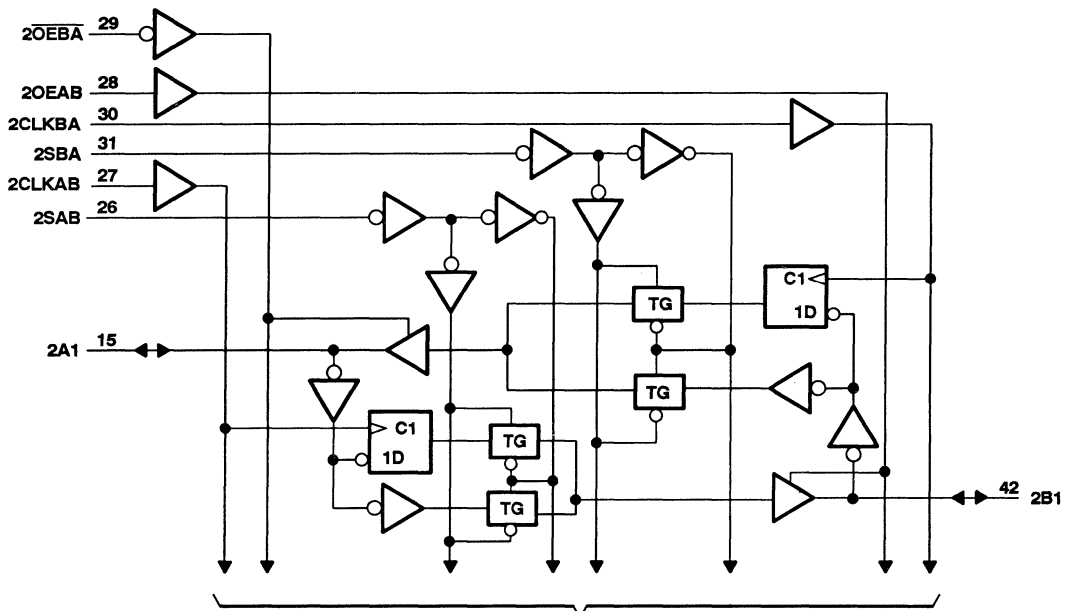 2OEBA 29
2OEAB 28
2CLKBA 30
2SBA 31
2CLKAB 27
2SAB 26
TG C1
1D
2A1 15
TG
C1 TG
1D
TG 42 2B1